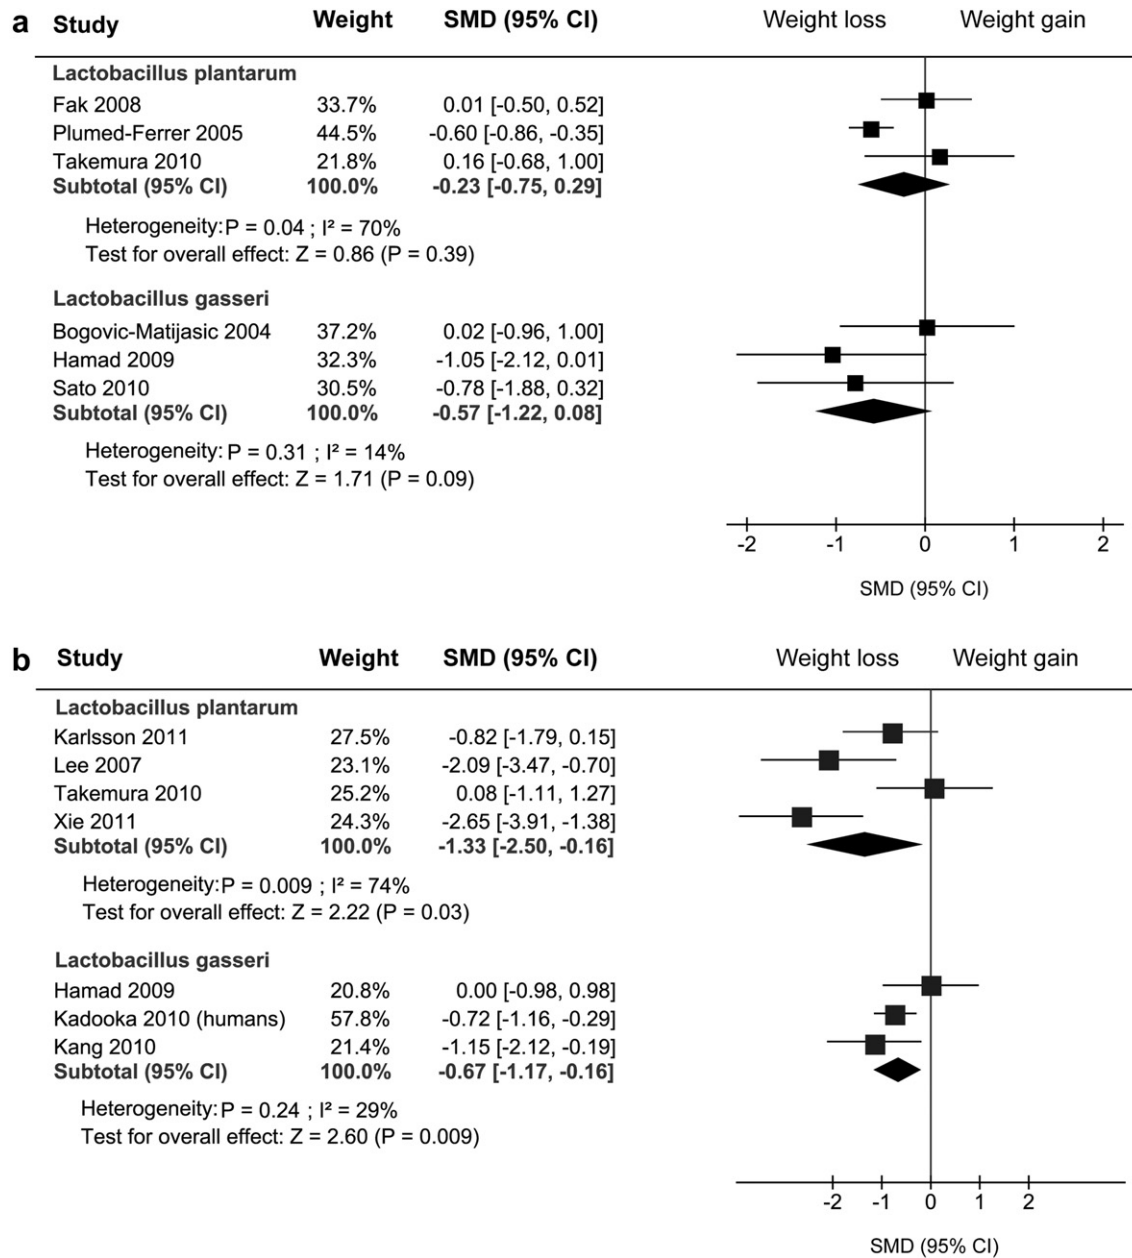 a Study Weight SMD (95% CI) Weight loss Weight gain
Lactobacillus plantarum
Fak 2008 33.7% 0.01 [-0.50, 0.52]
Plumed-Ferrer 2005 44.5% -0.60 [-0.86, -0.35]
Takemura 2010 21.8% 0.16 [-0.68, 1.00]
Subtotal (95% CI) 100.0% -0.23 [-0.75, 0.29]
Heterogeneity: P = 0.04 ; I² = 70%
Test for overall effect: Z = 0.86 (P = 0.39)
Lactobacillus gasseri
Bogovic-Matijasic 2004 37.2% 0.02 [-0.96, 1.00]
Hamad 2009 32.3% -1.05 [-2.12, 0.01]
Sato 2010 30.5% -0.78 [-1.88, 0.32]
Subtotal (95% CI) 100.0% -0.57 [-1.22, 0.08]
Heterogeneity: P = 0.31 ; I² = 14%
Test for overall effect: Z = 1.71 (P = 0.09)
-2 -1 0 1 2
SMD (95% CI)
b Study Weight SMD (95% CI) Weight loss Weight gain
Lactobacillus plantarum
Karlsson 2011 27.5% -0.82 [-1.79, 0.15]
Lee 2007 23.1% -2.09 [-3.47, -0.70]
Takemura 2010 25.2% 0.08 [-1.11, 1.27]
Xie 2011 24.3% -2.65 [-3.91, -1.38]
Subtotal (95% CI) 100.0% -1.33 [-2.50, -0.16]
Heterogeneity: P = 0.009 ; I² = 74%
Test for overall effect: Z = 2.22 (P = 0.03)
Lactobacillus gasseri
Hamad 2009 20.8% 0.00 [-0.98, 0.98]
Kadooka 2010 (humans) 57.8% -0.72 [-1.16, -0.29]
Kang 2010 21.4% -1.15 [-2.12, -0.19]
Subtotal (95% CI) 100.0% -0.67 [-1.17, -0.16]
Heterogeneity: P = 0.24 ; I² = 29%
Test for overall effect: Z = 2.60 (P = 0.009)
-2 -1 0 1 2
SMD (95% CI)